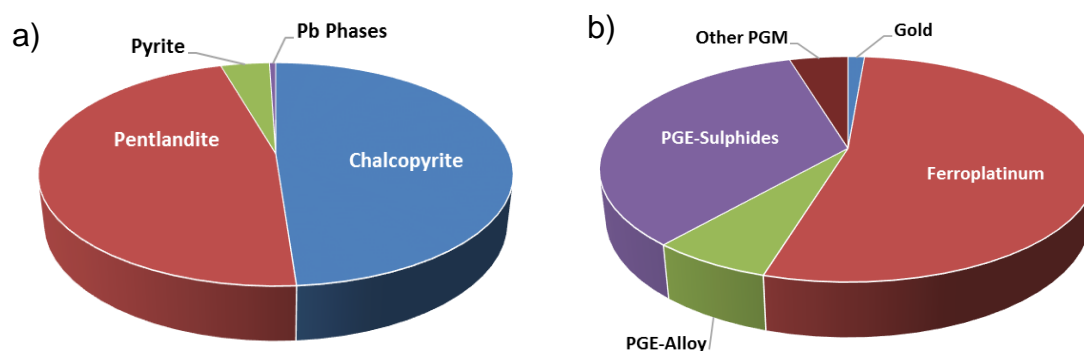 a)
Pyrite
Pb Phases
Pentlandite
Chalcopyrite
b)
Other PGM
Gold
PGE-Sulphides
Ferroplatinum
PGE-Alloy